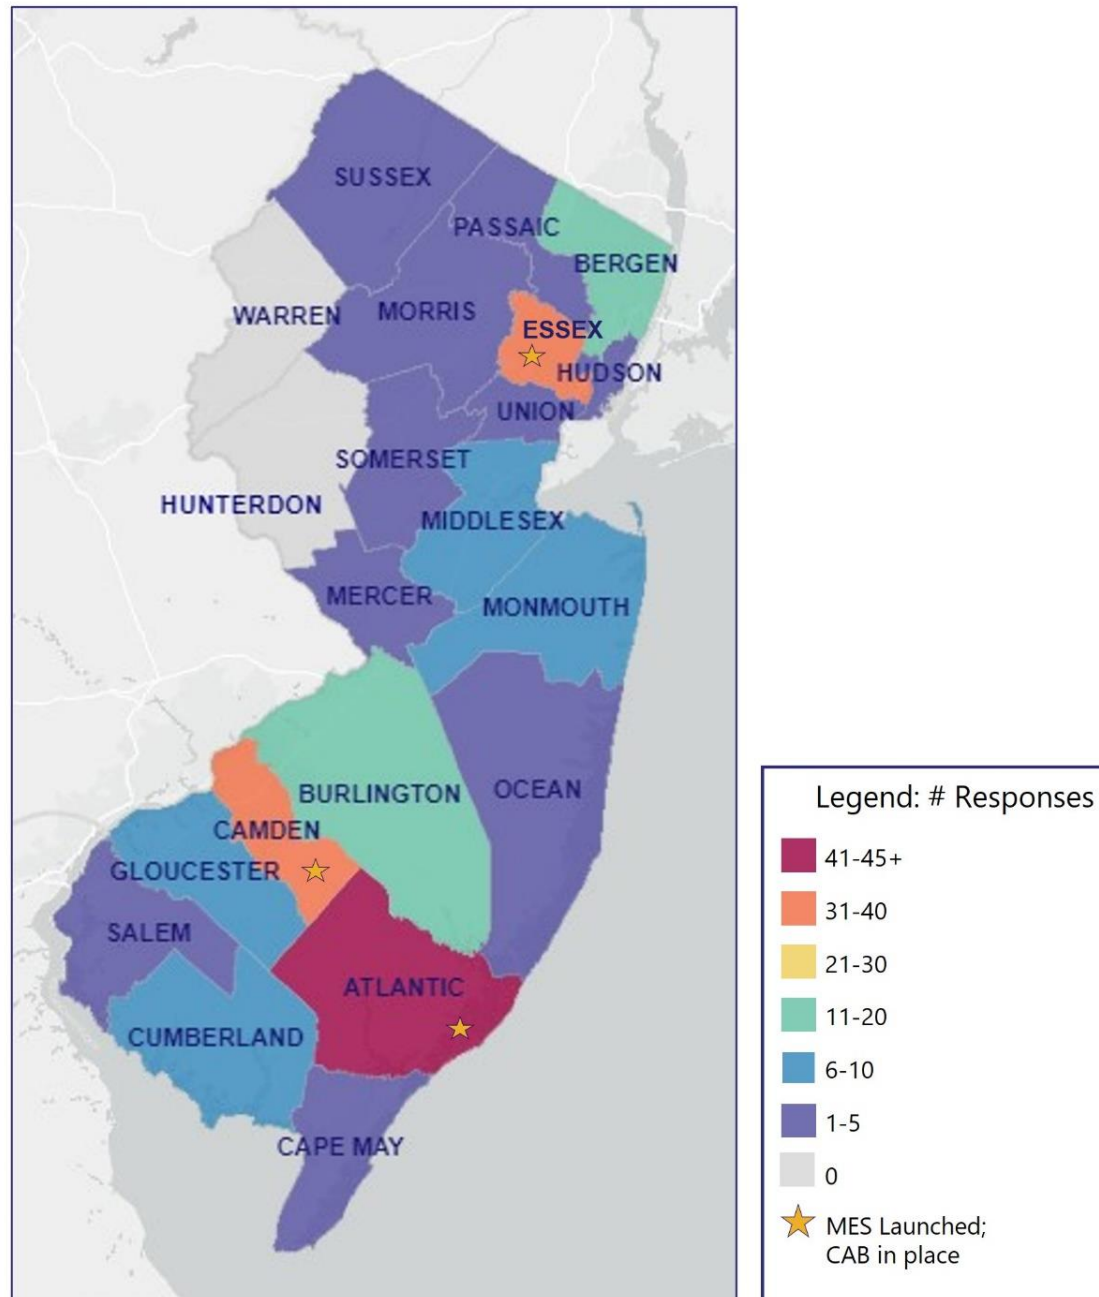 SUSSEX
PASSAIC
BERGEN
WARREN
MORRIS
ESSEX
HUDSON
UNION
SOMERSET
HUNTERDON
MIDDLESEX
MERCER
MONMOUTH
BURLINGTON
OCEAN
CAMDEN
GLOUCESTER
SALEM
ATLANTIC
CUMBERLAND
CAPE MAY
Legend: # Responses
41-45+
31-40
21-30
11-20
6-10
1-5
0
MES Launched;
CAB in place